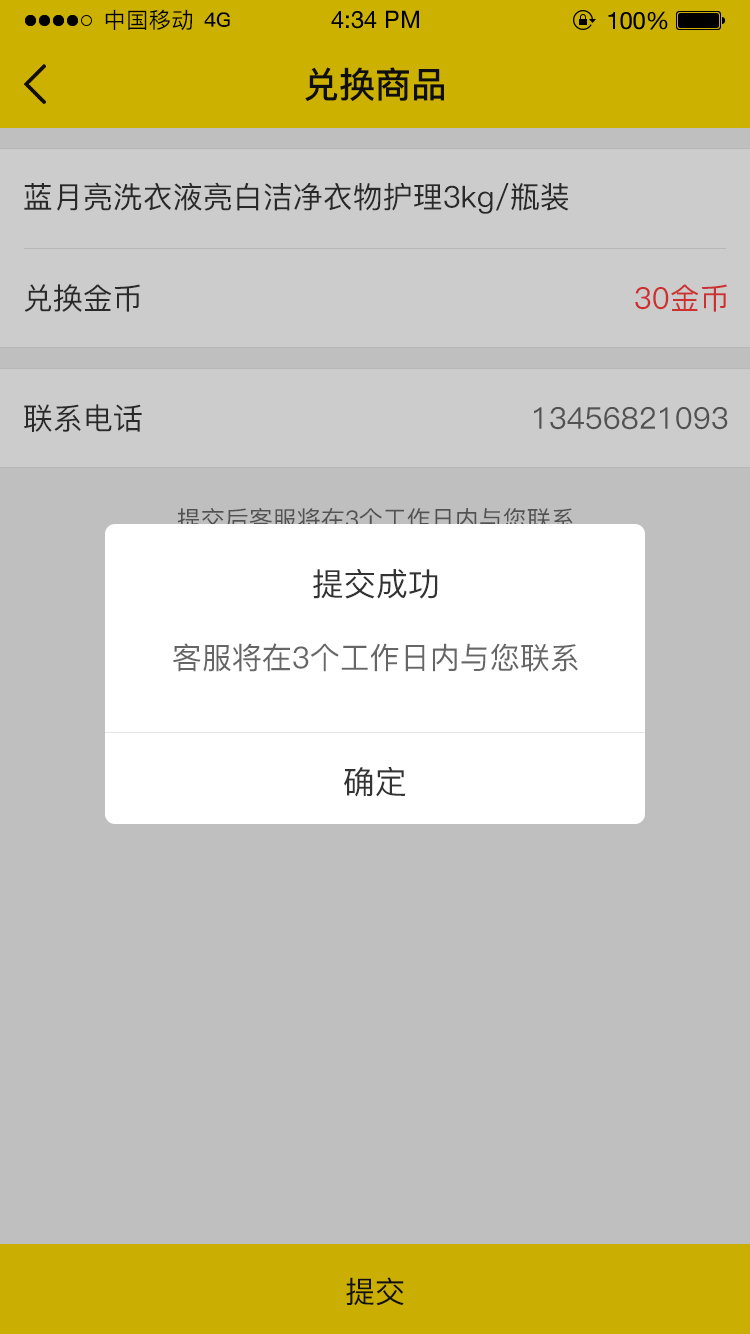 中国移动 4G 4:34 PM 100%
兑换商品
蓝月亮洗衣液亮白洁净衣物护理3kg/瓶装
兑换金币 30金币
联系电话 13456821093
提交后客服将在3个工作日内与您联系
提交成功
客服将在3个工作日内与您联系
确定
提交